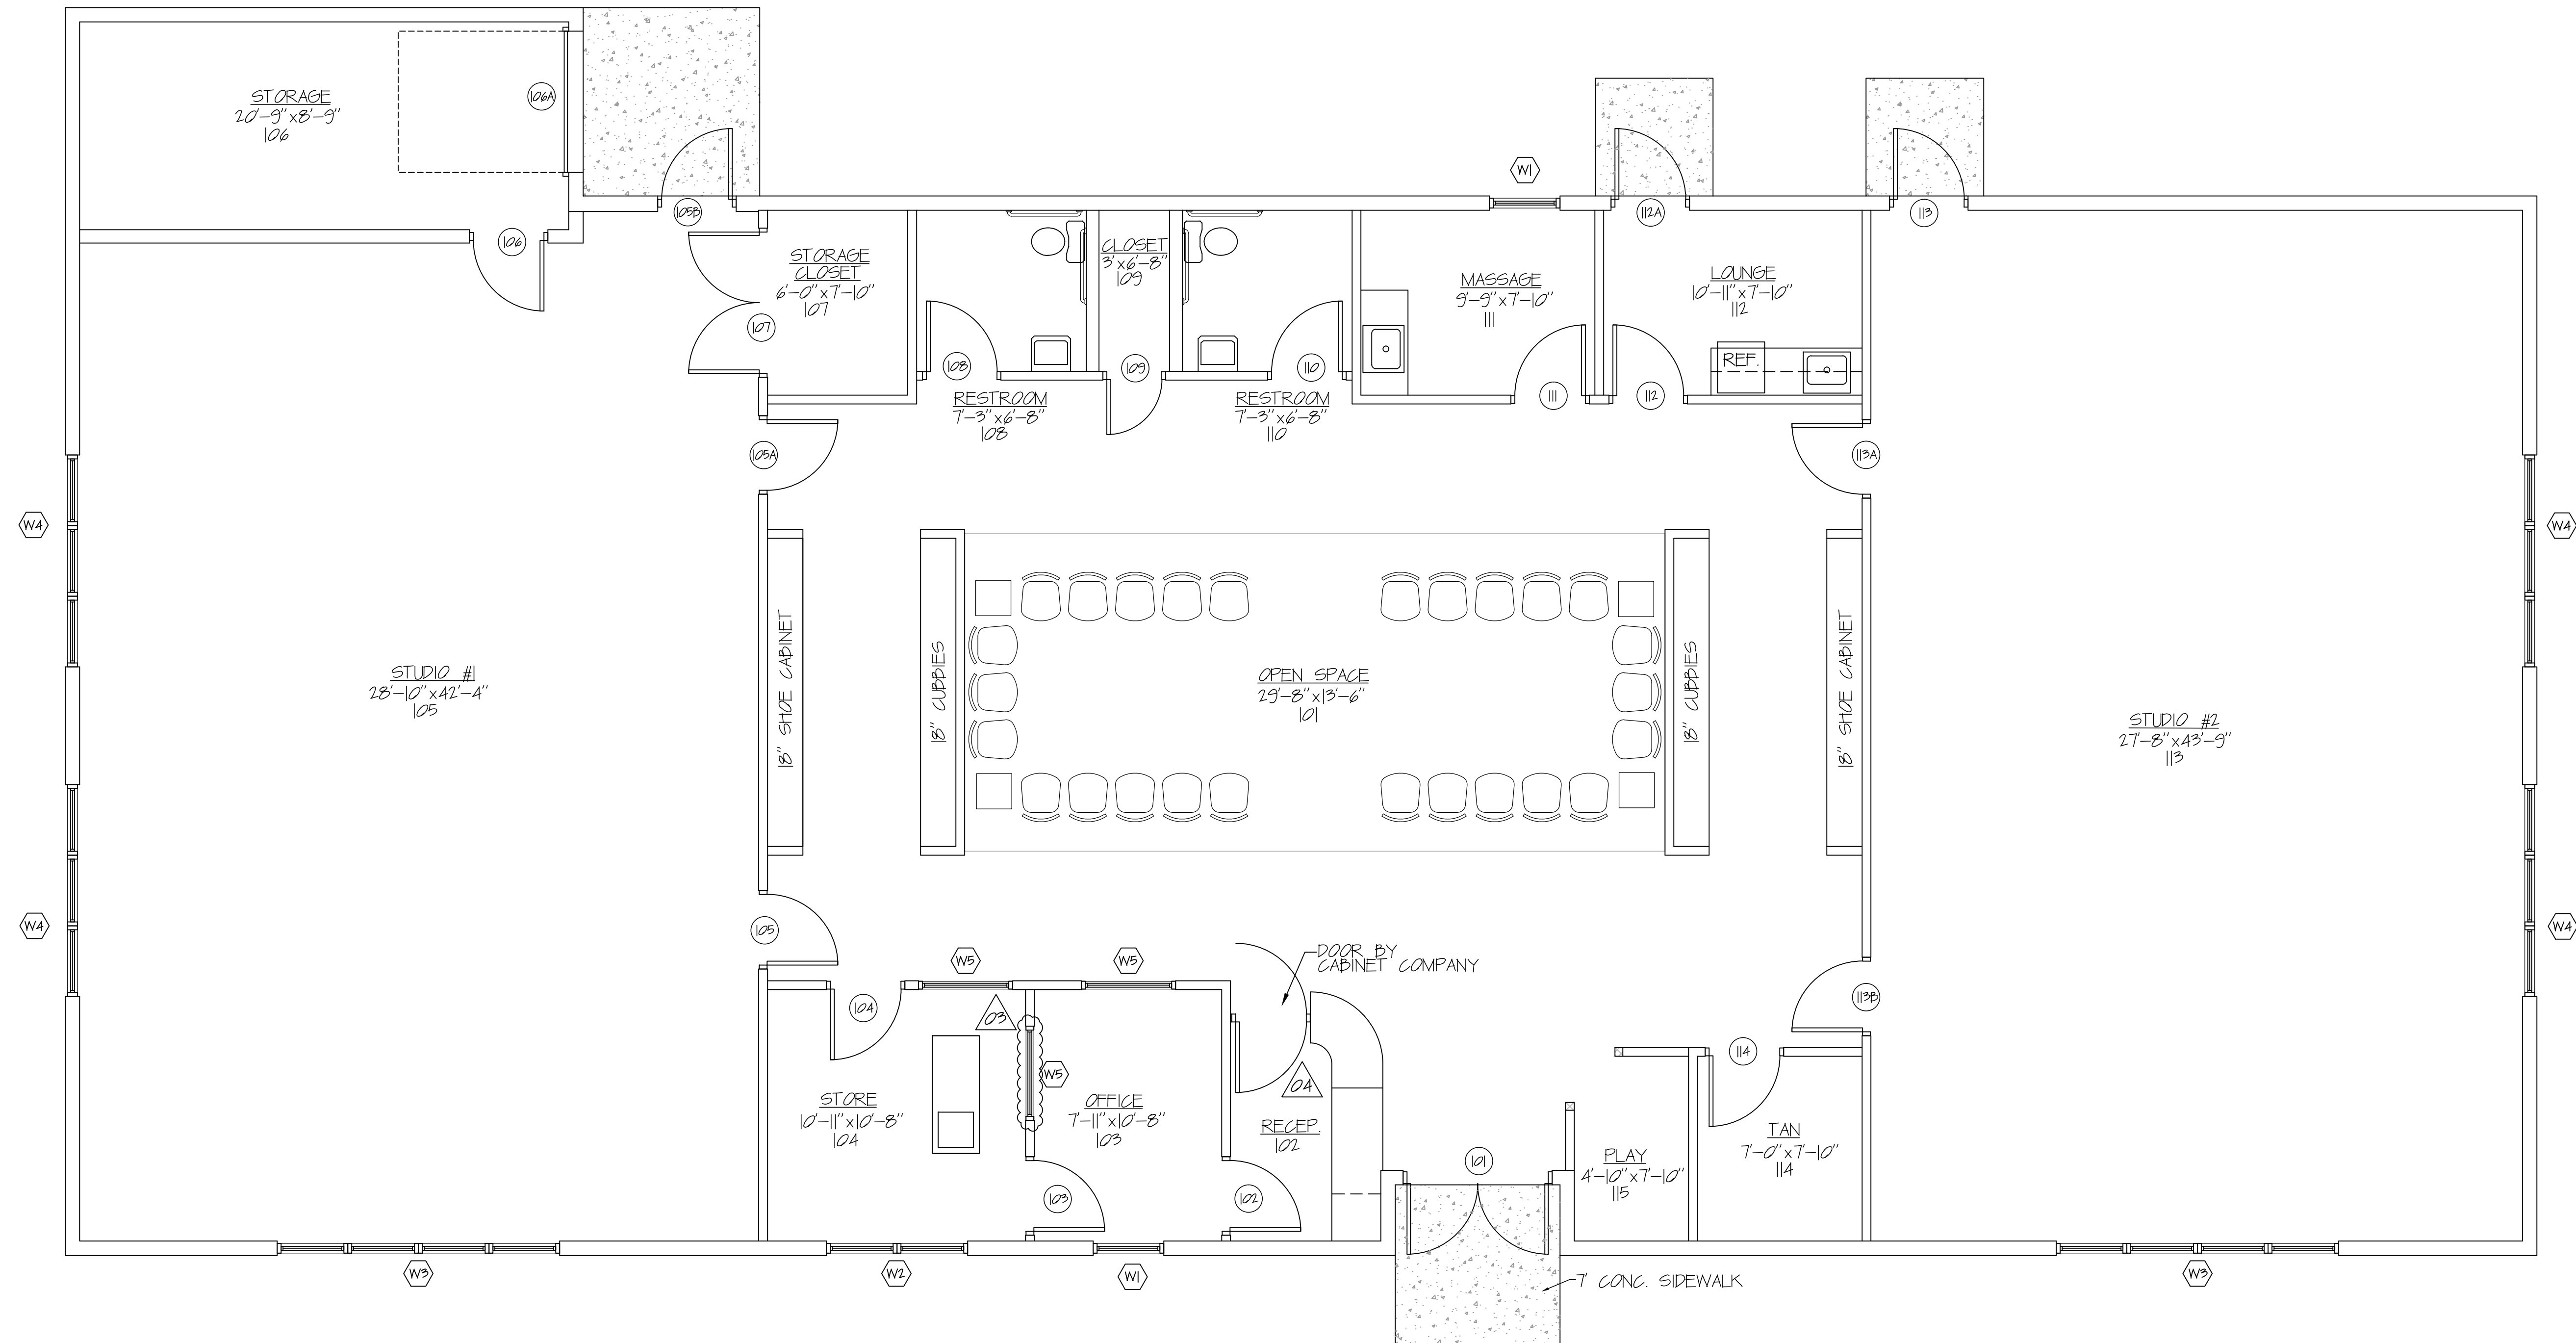 STORAGE
20'-9"x8'-9"
106
106A
106
105B
STORAGE
CLOSET
6'-0"x7'-10"
107
107
108
RESTROOM
7'-3"x6'-8"
108
CLOSET
3'x6'-8"
109
109
110
RESTROOM
7'-3"x6'-8"
110
W1
MASSAGE
9'-9"x7'-10"
111
111
112A
LOUNGE
10'-11"x7'-10"
112
REF.
112
113
105A
113A
W4
W4
STUDIO #1
28'-10"x42'-4"
105
18" SHOE CABINET
18" CUBBIES
OPEN SPACE
29'-8"x13'-6"
101
18" CUBBIES
18" SHOE CABINET
STUDIO #2
27'-8"x43'-9"
113
W4
W4
105
W5
W5
DOOR BY
CABINET COMPANY
113B
104
03
W5
04
114
STORE
10'-11"x10'-8"
104
OFFICE
7'-11"x10'-8"
103
RECEP.
102
101
PLAY
4'-10"x7'-10"
115
TAN
7'-0"x7'-10"
114
103
102
W3
W2
W1
7' CONC. SIDEWALK
W3